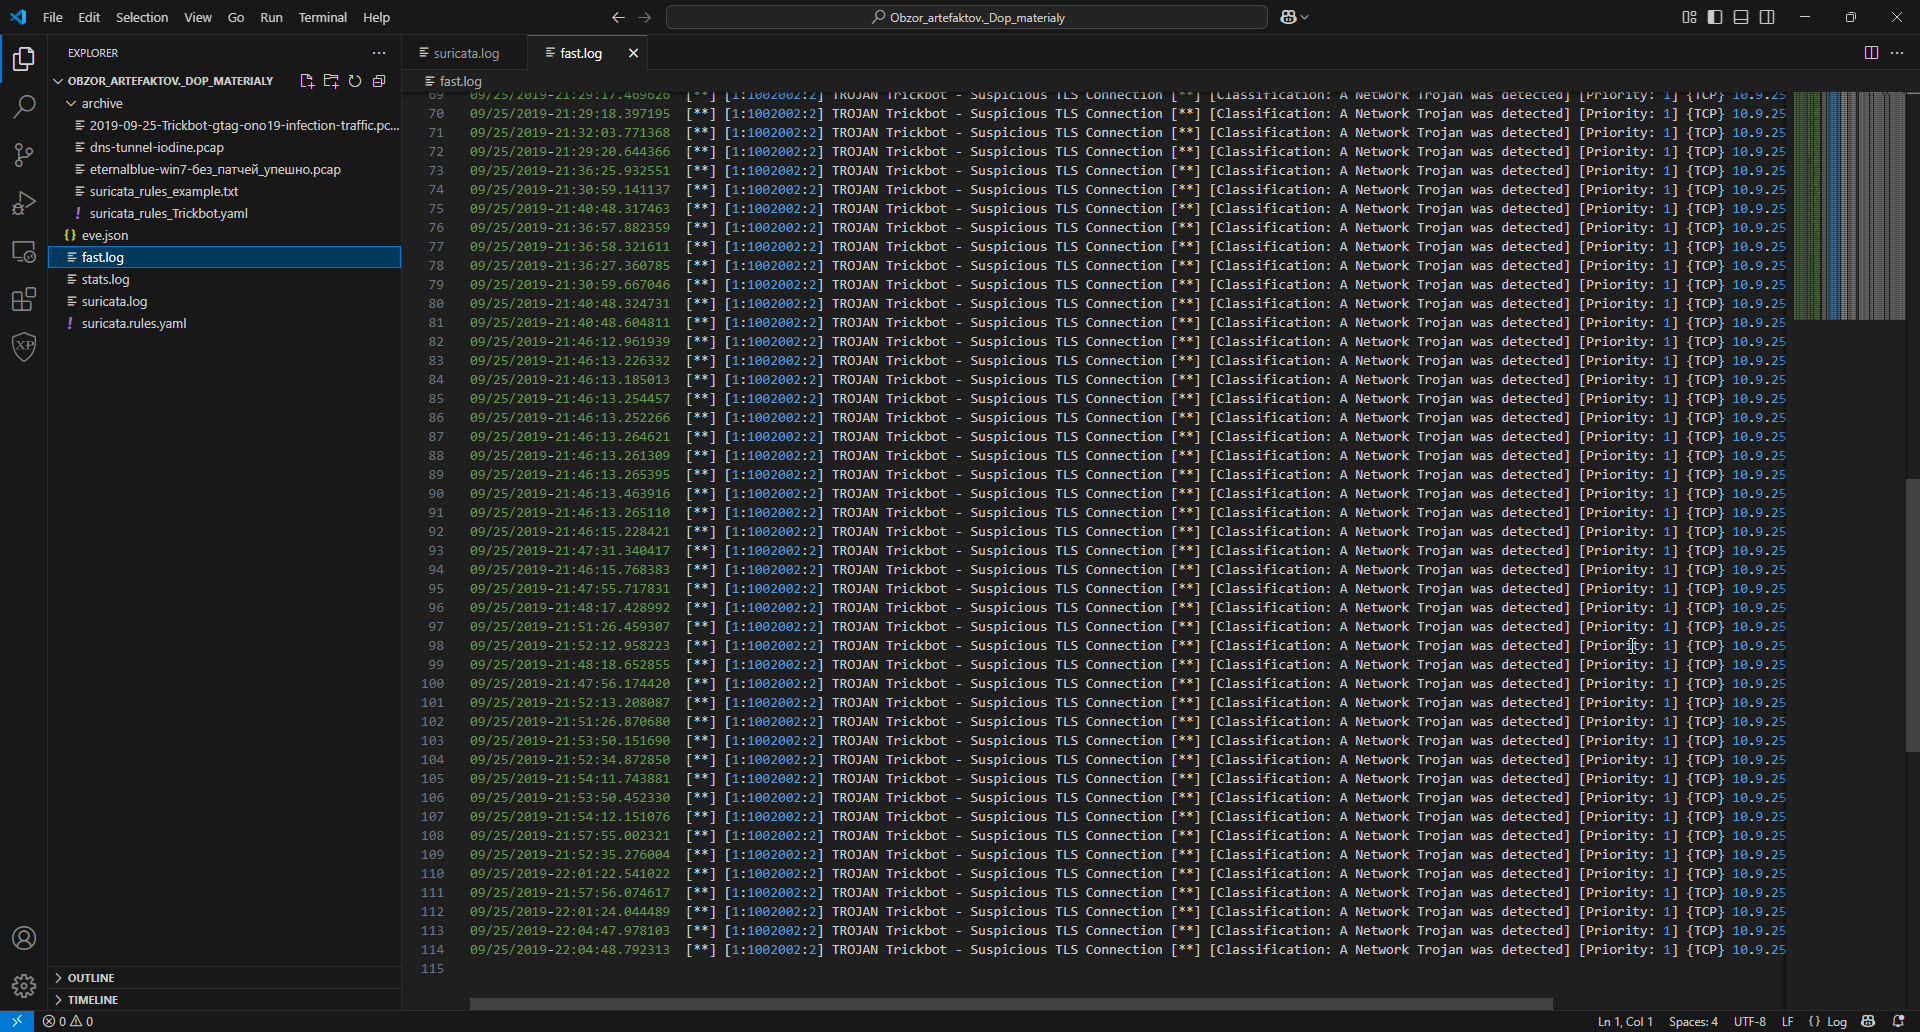 File Edit Selection View Go Run Terminal Help
Obzor_artefaktov._Dop_materialy
EXPLORER
OBZOR_ARTEFAKTOV._DOP_MATERIALY
archive
2019-09-25-Trickbot-gtag-ono19-infection-traffic.pc...
dns-tunnel-iodine.pcap
eternalblue-win7-без_патчей_упешно.pcap
suricata_rules_example.txt
suricata_rules_Trickbot.yaml
eve.json
fast.log
stats.log
suricata.log
suricata.rules.yaml
OUTLINE
TIMELINE
suricata.log fast.log
fast.log
69 09/25/2019-21:29:17.469626 [**] [1:1002002:2] TROJAN Trickbot - Suspicious TLS Connection [**] [Classification: A Network Trojan was detected] [Priority: 1] {TCP} 10.9.25
70 09/25/2019-21:29:18.397195 [**] [1:1002002:2] TROJAN Trickbot - Suspicious TLS Connection [**] [Classification: A Network Trojan was detected] [Priority: 1] {TCP} 10.9.25
71 09/25/2019-21:32:03.771368 [**] [1:1002002:2] TROJAN Trickbot - Suspicious TLS Connection [**] [Classification: A Network Trojan was detected] [Priority: 1] {TCP} 10.9.25
72 09/25/2019-21:29:20.644366 [**] [1:1002002:2] TROJAN Trickbot - Suspicious TLS Connection [**] [Classification: A Network Trojan was detected] [Priority: 1] {TCP} 10.9.25
73 09/25/2019-21:36:25.932551 [**] [1:1002002:2] TROJAN Trickbot - Suspicious TLS Connection [**] [Classification: A Network Trojan was detected] [Priority: 1] {TCP} 10.9.25
74 09/25/2019-21:30:59.141137 [**] [1:1002002:2] TROJAN Trickbot - Suspicious TLS Connection [**] [Classification: A Network Trojan was detected] [Priority: 1] {TCP} 10.9.25
75 09/25/2019-21:40:48.317463 [**] [1:1002002:2] TROJAN Trickbot - Suspicious TLS Connection [**] [Classification: A Network Trojan was detected] [Priority: 1] {TCP} 10.9.25
76 09/25/2019-21:36:57.882359 [**] [1:1002002:2] TROJAN Trickbot - Suspicious TLS Connection [**] [Classification: A Network Trojan was detected] [Priority: 1] {TCP} 10.9.25
77 09/25/2019-21:36:58.321611 [**] [1:1002002:2] TROJAN Trickbot - Suspicious TLS Connection [**] [Classification: A Network Trojan was detected] [Priority: 1] {TCP} 10.9.25
78 09/25/2019-21:36:27.360785 [**] [1:1002002:2] TROJAN Trickbot - Suspicious TLS Connection [**] [Classification: A Network Trojan was detected] [Priority: 1] {TCP} 10.9.25
79 09/25/2019-21:30:59.667046 [**] [1:1002002:2] TROJAN Trickbot - Suspicious TLS Connection [**] [Classification: A Network Trojan was detected] [Priority: 1] {TCP} 10.9.25
80 09/25/2019-21:40:48.324731 [**] [1:1002002:2] TROJAN Trickbot - Suspicious TLS Connection [**] [Classification: A Network Trojan was detected] [Priority: 1] {TCP} 10.9.25
81 09/25/2019-21:40:48.604811 [**] [1:1002002:2] TROJAN Trickbot - Suspicious TLS Connection [**] [Classification: A Network Trojan was detected] [Priority: 1] {TCP} 10.9.25
82 09/25/2019-21:46:12.961939 [**] [1:1002002:2] TROJAN Trickbot - Suspicious TLS Connection [**] [Classification: A Network Trojan was detected] [Priority: 1] {TCP} 10.9.25
83 09/25/2019-21:46:13.226332 [**] [1:1002002:2] TROJAN Trickbot - Suspicious TLS Connection [**] [Classification: A Network Trojan was detected] [Priority: 1] {TCP} 10.9.25
84 09/25/2019-21:46:13.185013 [**] [1:1002002:2] TROJAN Trickbot - Suspicious TLS Connection [**] [Classification: A Network Trojan was detected] [Priority: 1] {TCP} 10.9.25
85 09/25/2019-21:46:13.254457 [**] [1:1002002:2] TROJAN Trickbot - Suspicious TLS Connection [**] [Classification: A Network Trojan was detected] [Priority: 1] {TCP} 10.9.25
86 09/25/2019-21:46:13.252266 [**] [1:1002002:2] TROJAN Trickbot - Suspicious TLS Connection [**] [Classification: A Network Trojan was detected] [Priority: 1] {TCP} 10.9.25
87 09/25/2019-21:46:13.264621 [**] [1:1002002:2] TROJAN Trickbot - Suspicious TLS Connection [**] [Classification: A Network Trojan was detected] [Priority: 1] {TCP} 10.9.25
88 09/25/2019-21:46:13.261309 [**] [1:1002002:2] TROJAN Trickbot - Suspicious TLS Connection [**] [Classification: A Network Trojan was detected] [Priority: 1] {TCP} 10.9.25
89 09/25/2019-21:46:13.265395 [**] [1:1002002:2] TROJAN Trickbot - Suspicious TLS Connection [**] [Classification: A Network Trojan was detected] [Priority: 1] {TCP} 10.9.25
90 09/25/2019-21:46:13.463916 [**] [1:1002002:2] TROJAN Trickbot - Suspicious TLS Connection [**] [Classification: A Network Trojan was detected] [Priority: 1] {TCP} 10.9.25
91 09/25/2019-21:46:13.265110 [**] [1:1002002:2] TROJAN Trickbot - Suspicious TLS Connection [**] [Classification: A Network Trojan was detected] [Priority: 1] {TCP} 10.9.25
92 09/25/2019-21:46:15.228421 [**] [1:1002002:2] TROJAN Trickbot - Suspicious TLS Connection [**] [Classification: A Network Trojan was detected] [Priority: 1] {TCP} 10.9.25
93 09/25/2019-21:47:31.340417 [**] [1:1002002:2] TROJAN Trickbot - Suspicious TLS Connection [**] [Classification: A Network Trojan was detected] [Priority: 1] {TCP} 10.9.25
94 09/25/2019-21:46:15.768383 [**] [1:1002002:2] TROJAN Trickbot - Suspicious TLS Connection [**] [Classification: A Network Trojan was detected] [Priority: 1] {TCP} 10.9.25
95 09/25/2019-21:47:55.717831 [**] [1:1002002:2] TROJAN Trickbot - Suspicious TLS Connection [**] [Classification: A Network Trojan was detected] [Priority: 1] {TCP} 10.9.25
96 09/25/2019-21:48:17.428992 [**] [1:1002002:2] TROJAN Trickbot - Suspicious TLS Connection [**] [Classification: A Network Trojan was detected] [Priority: 1] {TCP} 10.9.25
97 09/25/2019-21:51:26.459307 [**] [1:1002002:2] TROJAN Trickbot - Suspicious TLS Connection [**] [Classification: A Network Trojan was detected] [Priority: 1] {TCP} 10.9.25
98 09/25/2019-21:52:12.958223 [**] [1:1002002:2] TROJAN Trickbot - Suspicious TLS Connection [**] [Classification: A Network Trojan was detected] [Priority: 1] {TCP} 10.9.25
99 09/25/2019-21:48:18.652855 [**] [1:1002002:2] TROJAN Trickbot - Suspicious TLS Connection [**] [Classification: A Network Trojan was detected] [Priority: 1] {TCP} 10.9.25
100 09/25/2019-21:47:56.174420 [**] [1:1002002:2] TROJAN Trickbot - Suspicious TLS Connection [**] [Classification: A Network Trojan was detected] [Priority: 1] {TCP} 10.9.25
101 09/25/2019-21:52:13.208087 [**] [1:1002002:2] TROJAN Trickbot - Suspicious TLS Connection [**] [Classification: A Network Trojan was detected] [Priority: 1] {TCP} 10.9.25
102 09/25/2019-21:51:26.870680 [**] [1:1002002:2] TROJAN Trickbot - Suspicious TLS Connection [**] [Classification: A Network Trojan was detected] [Priority: 1] {TCP} 10.9.25
103 09/25/2019-21:53:50.151690 [**] [1:1002002:2] TROJAN Trickbot - Suspicious TLS Connection [**] [Classification: A Network Trojan was detected] [Priority: 1] {TCP} 10.9.25
104 09/25/2019-21:52:34.872850 [**] [1:1002002:2] TROJAN Trickbot - Suspicious TLS Connection [**] [Classification: A Network Trojan was detected] [Priority: 1] {TCP} 10.9.25
105 09/25/2019-21:54:11.743881 [**] [1:1002002:2] TROJAN Trickbot - Suspicious TLS Connection [**] [Classification: A Network Trojan was detected] [Priority: 1] {TCP} 10.9.25
106 09/25/2019-21:53:50.452330 [**] [1:1002002:2] TROJAN Trickbot - Suspicious TLS Connection [**] [Classification: A Network Trojan was detected] [Priority: 1] {TCP} 10.9.25
107 09/25/2019-21:54:12.151076 [**] [1:1002002:2] TROJAN Trickbot - Suspicious TLS Connection [**] [Classification: A Network Trojan was detected] [Priority: 1] {TCP} 10.9.25
108 09/25/2019-21:57:55.002321 [**] [1:1002002:2] TROJAN Trickbot - Suspicious TLS Connection [**] [Classification: A Network Trojan was detected] [Priority: 1] {TCP} 10.9.25
109 09/25/2019-21:52:35.276004 [**] [1:1002002:2] TROJAN Trickbot - Suspicious TLS Connection [**] [Classification: A Network Trojan was detected] [Priority: 1] {TCP} 10.9.25
110 09/25/2019-22:01:22.541022 [**] [1:1002002:2] TROJAN Trickbot - Suspicious TLS Connection [**] [Classification: A Network Trojan was detected] [Priority: 1] {TCP} 10.9.25
111 09/25/2019-21:57:56.074617 [**] [1:1002002:2] TROJAN Trickbot - Suspicious TLS Connection [**] [Classification: A Network Trojan was detected] [Priority: 1] {TCP} 10.9.25
112 09/25/2019-22:01:24.044489 [**] [1:1002002:2] TROJAN Trickbot - Suspicious TLS Connection [**] [Classification: A Network Trojan was detected] [Priority: 1] {TCP} 10.9.25
113 09/25/2019-22:04:47.978103 [**] [1:1002002:2] TROJAN Trickbot - Suspicious TLS Connection [**] [Classification: A Network Trojan was detected] [Priority: 1] {TCP} 10.9.25
114 09/25/2019-22:04:48.792313 [**] [1:1002002:2] TROJAN Trickbot - Suspicious TLS Connection [**] [Classification: A Network Trojan was detected] [Priority: 1] {TCP} 10.9.25
115
0 0 Ln 1, Col 1 Spaces: 4 UTF-8 LF {} Log